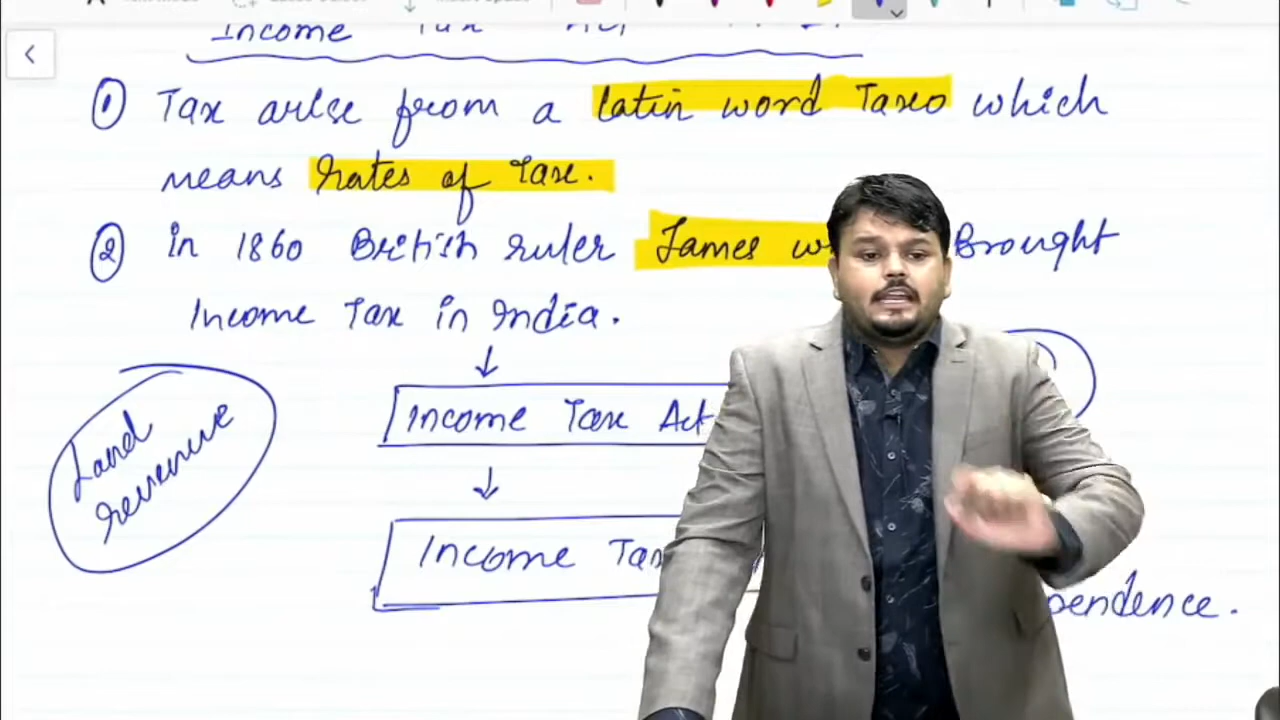 Income Tax Act
① Tax arise from a latin word Taxo which
means Rates of Tax.
② In 1860 British ruler James Brought
Income Tax in India.
Income Tax Act
Land
revenue
Income Tax
pendence.